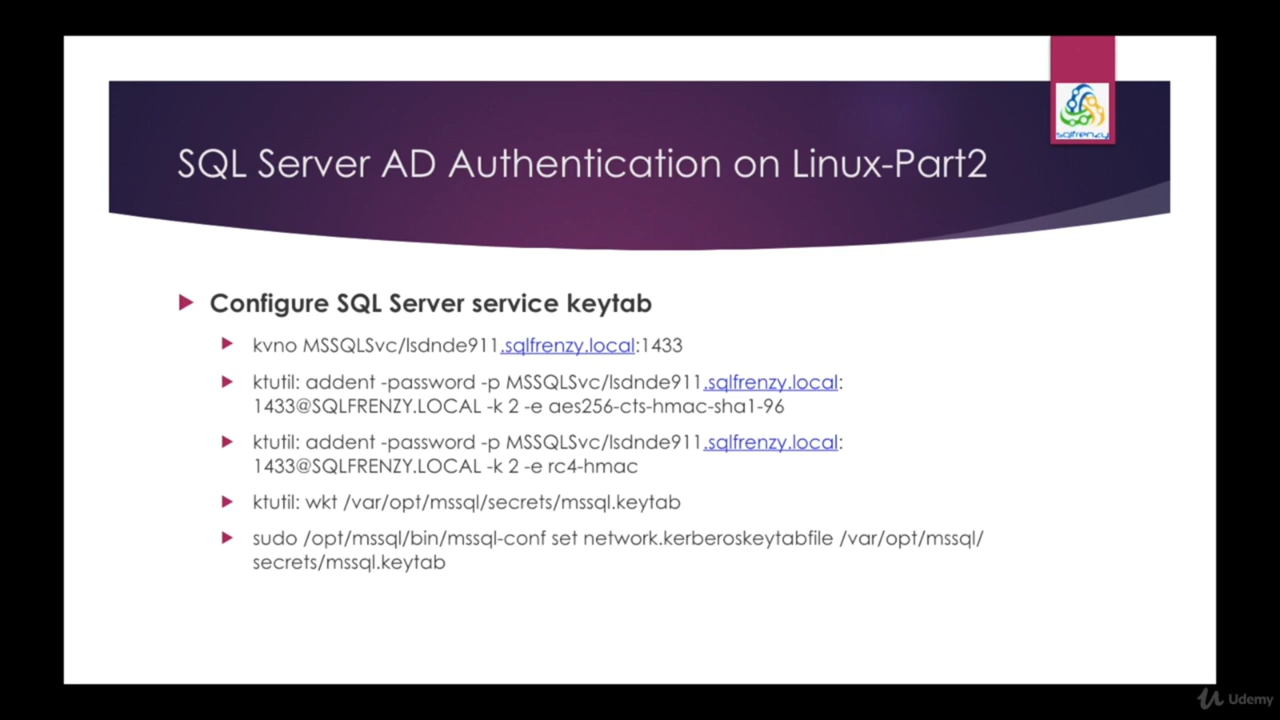 sqlfrenzy
SQL Server AD Authentication on Linux-Part2
Configure SQL Server service keytab
kvno MSSQLSvc/lsdnde911.sqlfrenzy.local:1433
ktutil: addent -password -p MSSQLSvc/lsdnde911.sqlfrenzy.local:
1433@SQLFRENZY.LOCAL -k 2 -e aes256-cts-hmac-sha1-96
ktutil: addent -password -p MSSQLSvc/lsdnde911.sqlfrenzy.local:
1433@SQLFRENZY.LOCAL -k 2 -e rc4-hmac
ktutil: wkt /var/opt/mssql/secrets/mssql.keytab
sudo /opt/mssql/bin/mssql-conf set network.kerberoskeytabfile /var/opt/mssql/
secrets/mssql.keytab
Udemy